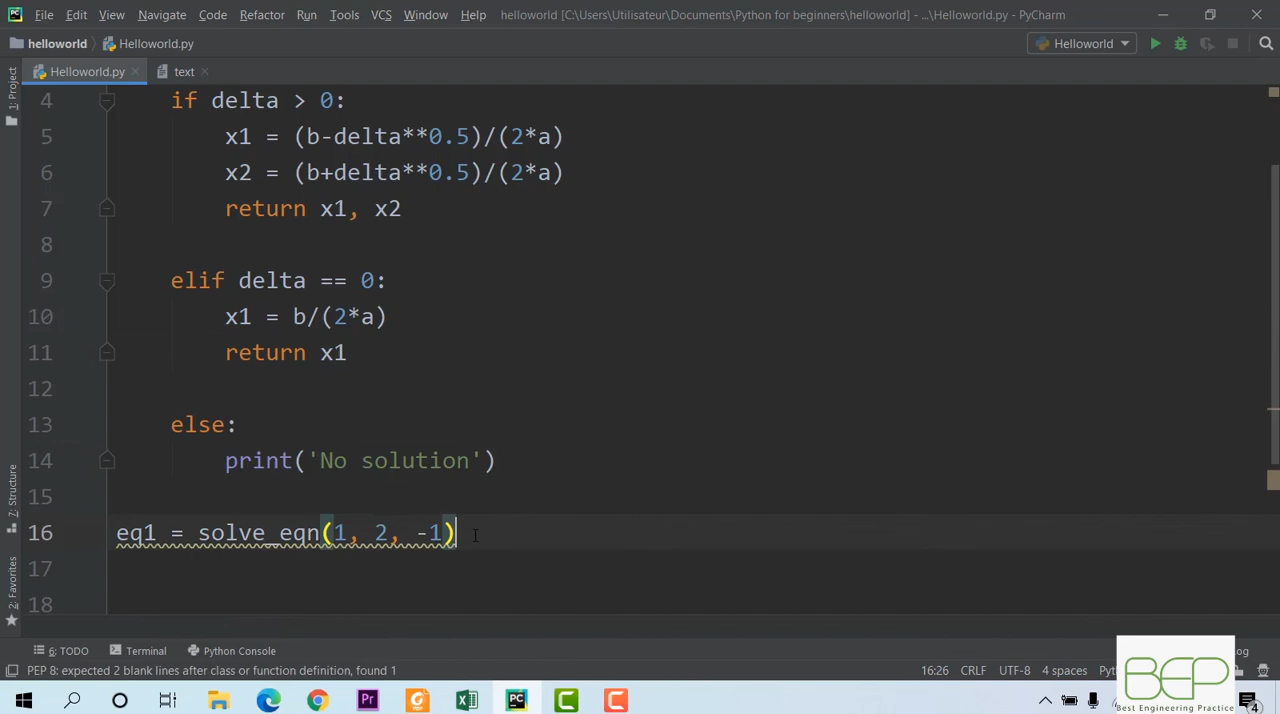 File Edit View Navigate Code Refactor Run Tools VCS Window Help helloworld [C:\Users\Utilisateur\Documents\Python for beginners\helloworld] - ...\Helloworld.py - PyCharm
helloworld Helloworld.py Helloworld
Helloworld.py text
1: Project
4 if delta > 0:
5 x1 = (b-delta**0.5)/(2*a)
6 x2 = (b+delta**0.5)/(2*a)
7 return x1, x2
8
9 elif delta == 0:
10 x1 = b/(2*a)
11 return x1
12
13 else:
14 print('No solution')
15
16 eq1 = solve_eqn(1, 2, -1)
17
18
7: Structure
2: Favorites
6: TODO Terminal Python Console
PEP 8: expected 2 blank lines after class or function definition, found 1 16:26 CRLF UTF-8 4 spaces
BEP
Best Engineering Practice
4